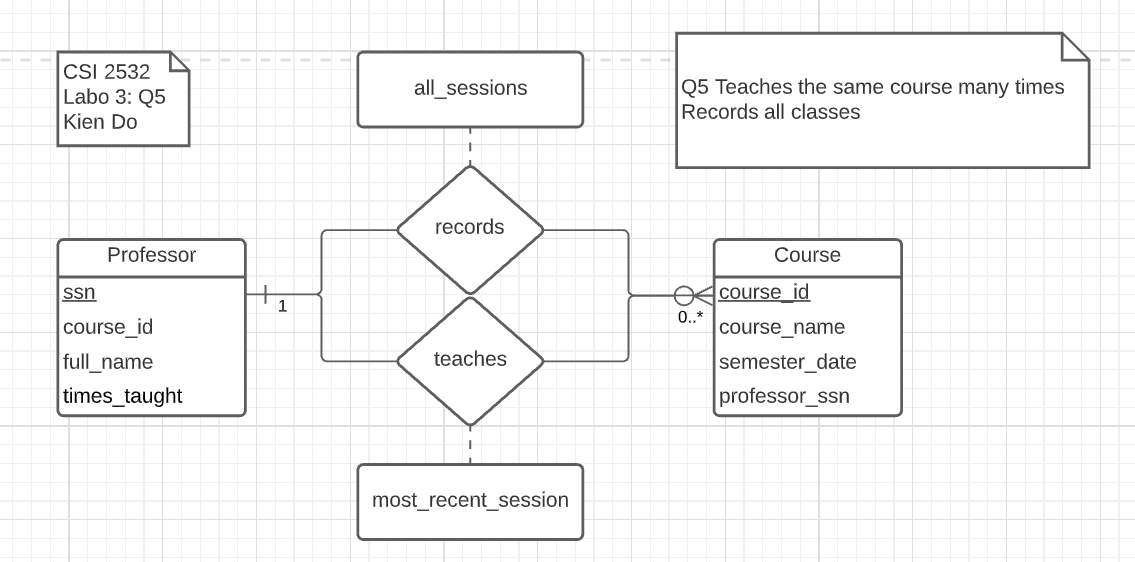 CSI 2532
Labo 3: Q5
Kien Do
all_sessions
Q5 Teaches the same course many times
Records all classes
records
Professor
ssn
course_id
full_name
times_taught
1
teaches
0..*
Course
course_id
course_name
semester_date
professor_ssn
most_recent_session